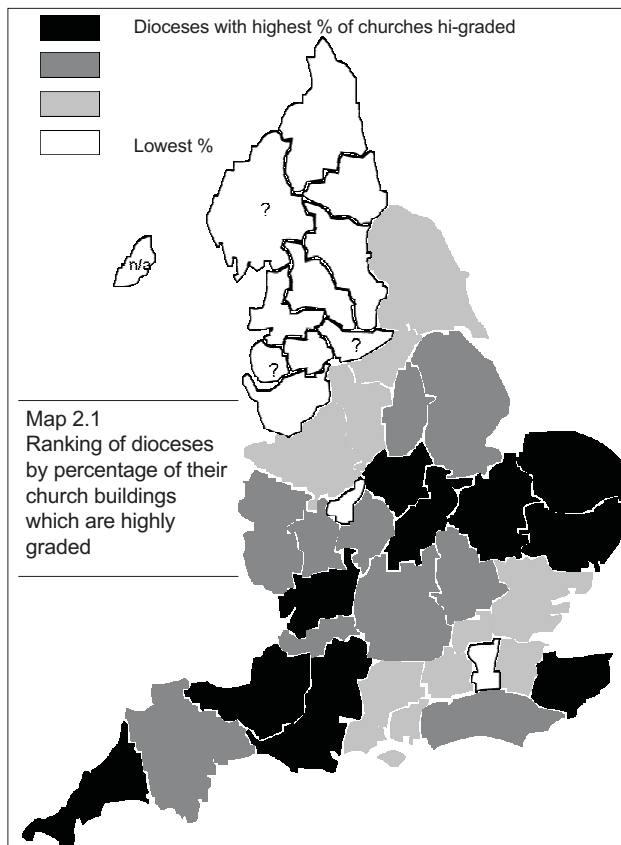 Dioceses with highest % of churches hi-graded
Lowest %
?
n/a
?
?
Map 2.1
Ranking of dioceses
by percentage of their
church buildings
which are highly
graded